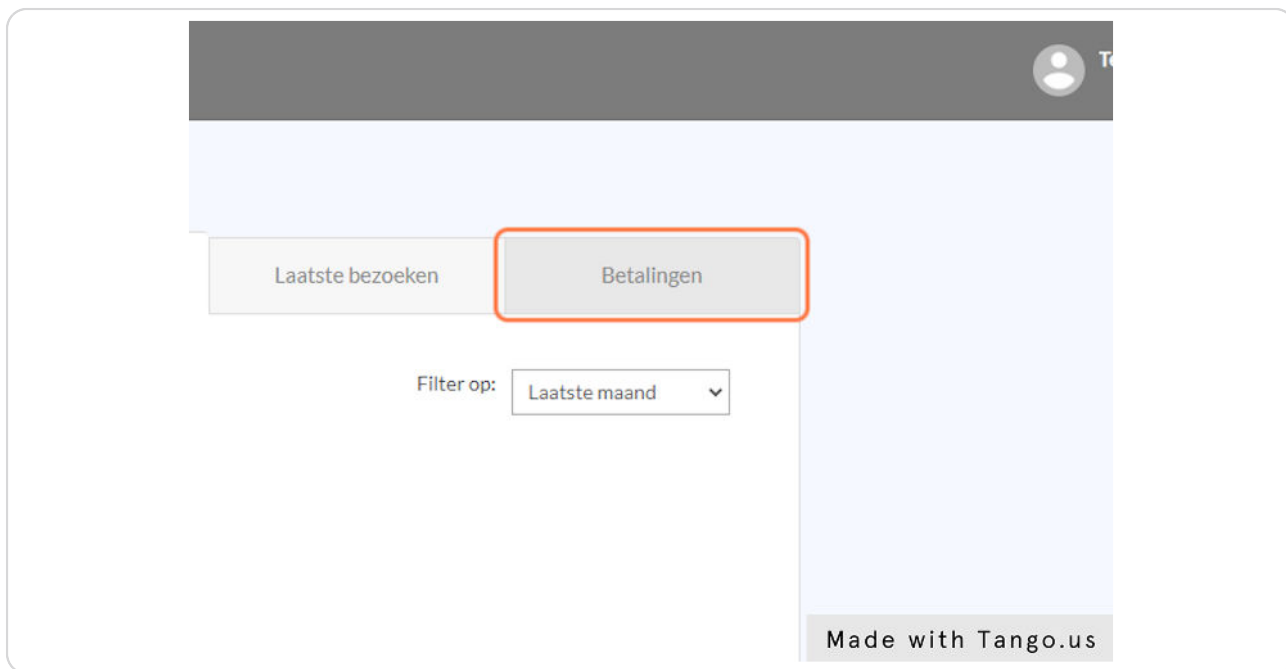 Laatste bezoeken
Betalingen
Filter op:
Laatste maand
Made with Tango.us